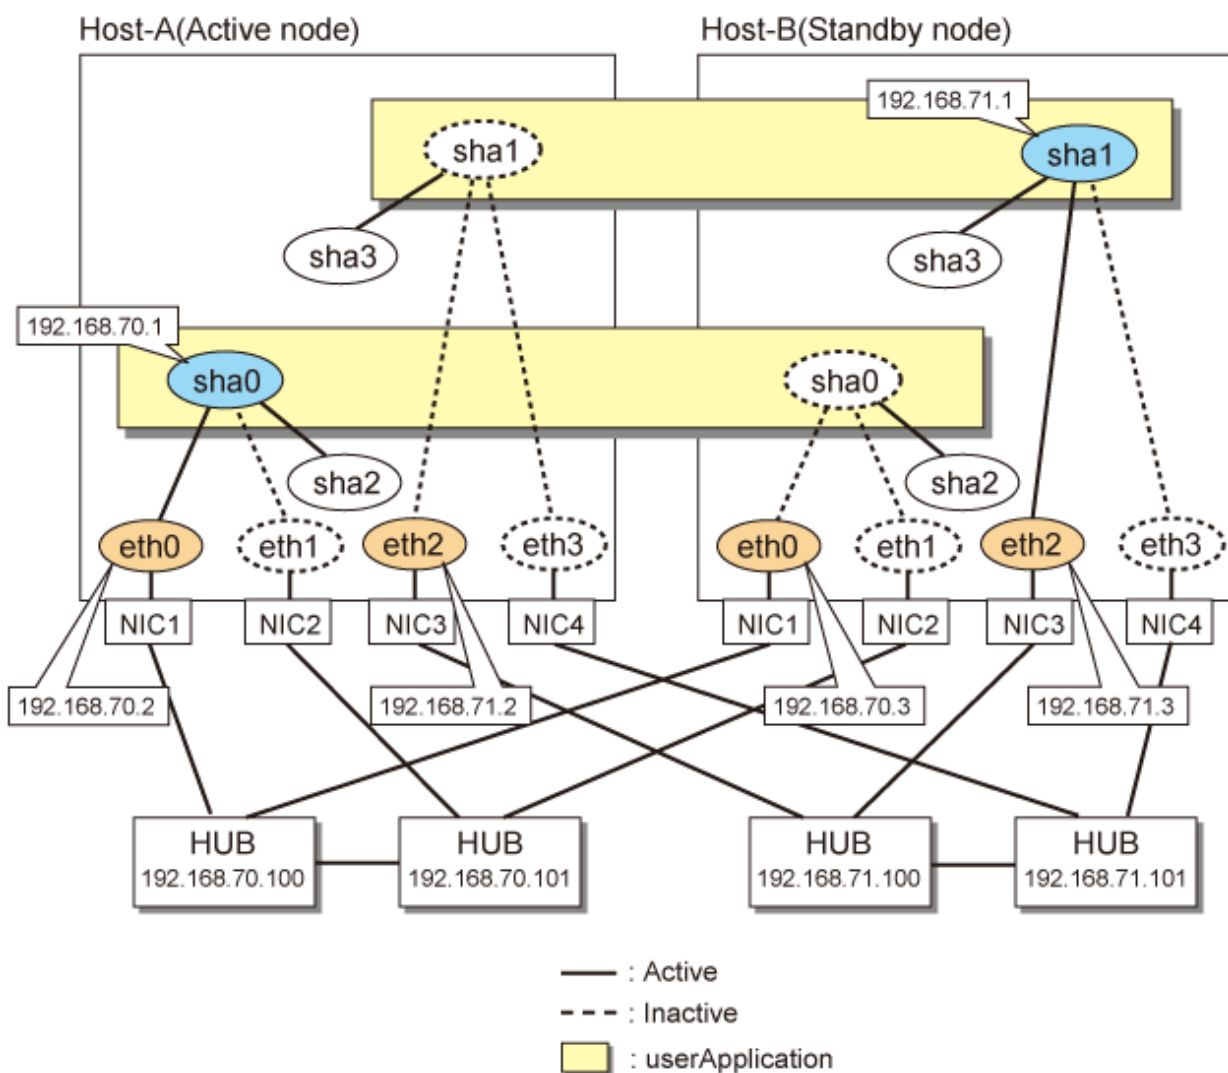 Host-A(Active node)
Host-B(Standby node)
192.168.71.1
sha1
sha1
sha3
sha3
192.168.70.1
sha0
sha0
sha2
sha2
eth0
eth1
eth2
eth3
eth0
eth1
eth2
eth3
NIC1
NIC2
NIC3
NIC4
NIC1
NIC2
NIC3
NIC4
192.168.70.2
192.168.71.2
192.168.70.3
192.168.71.3
HUB
192.168.70.100
HUB
192.168.70.101
HUB
192.168.71.100
HUB
192.168.71.101
: Active
: Inactive
: userApplication